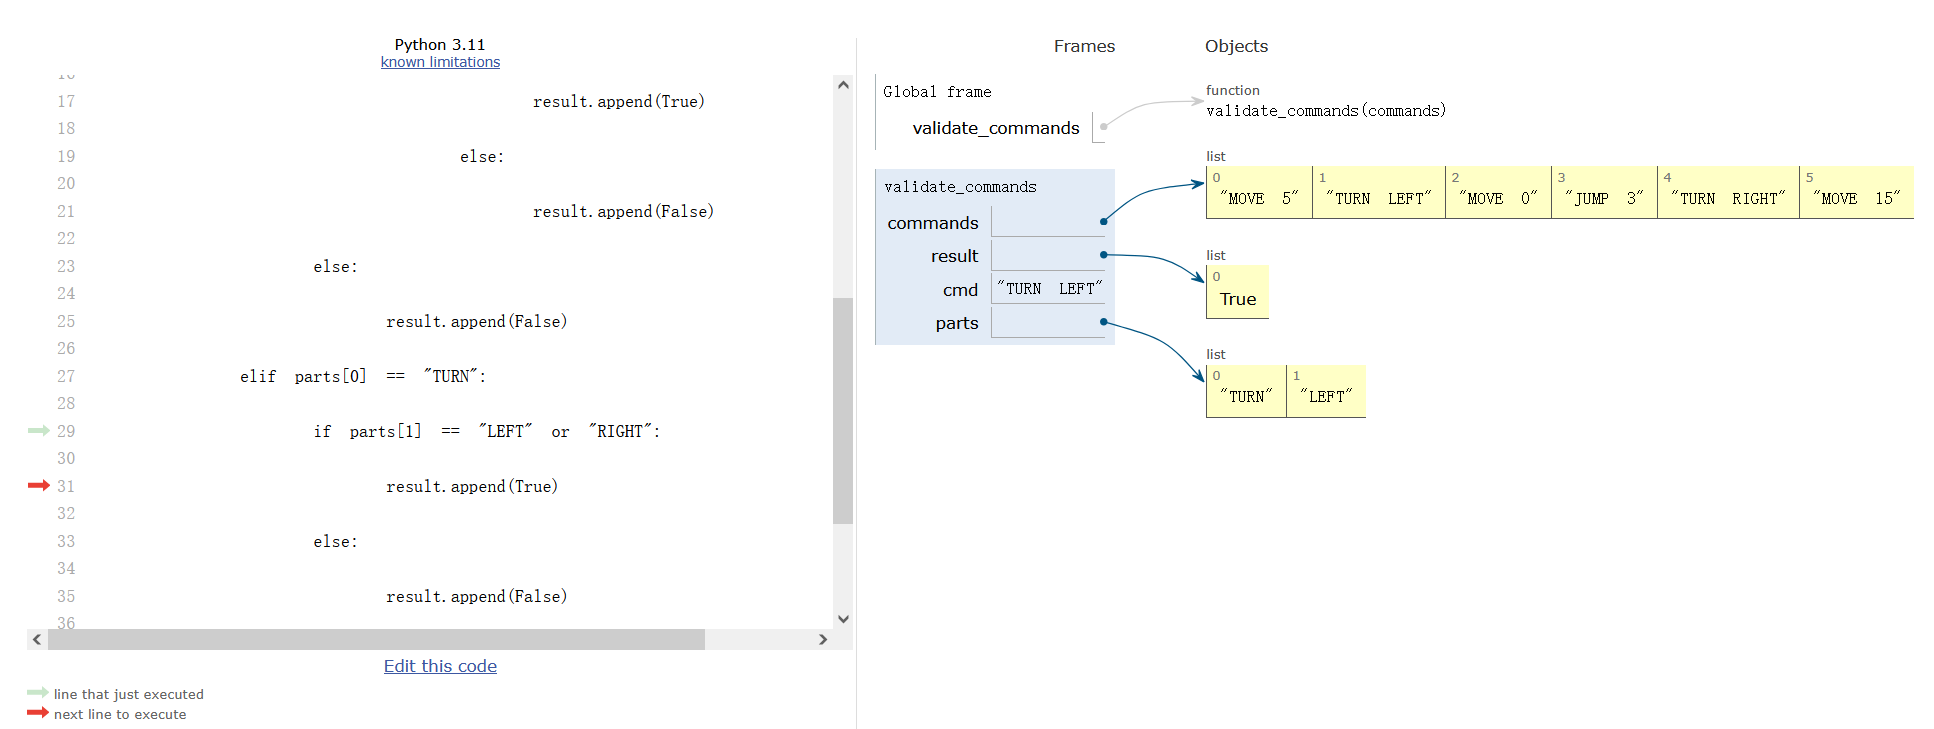 Python 3.11
known limitations
17 result.append(True)
18
19 else:
20
21 result.append(False)
22
23 else:
24
25 result.append(False)
26
27 elif parts[0] == "TURN":
28
29 if parts[1] == "LEFT" or "RIGHT":
30
31 result.append(True)
32
33 else:
34
35 result.append(False)
36
Edit this code
line that just executed
next line to execute
Frames Objects
Global frame
validate_commands
function
validate_commands(commands)
validate_commands
commands
result
cmd "TURN  LEFT"
parts
list
0 1 2 3 4 5
"MOVE  5" "TURN  LEFT" "MOVE  0" "JUMP  3" "TURN  RIGHT" "MOVE  15"
list
0
True
list
0 1
"TURN" "LEFT"